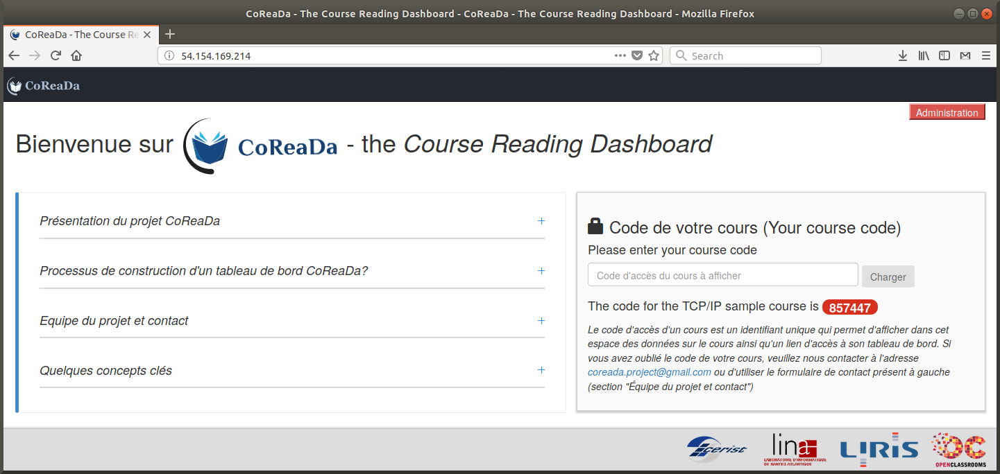 CoReaDa - The Course Reading Dashboard - CoReaDa - The Course Reading Dashboard - Mozilla Firefox
CoReaDa - The Course Re
54.154.169.214
Search
CoReaDa
Administration
Bienvenue sur CoReaDa - the Course Reading Dashboard
Présentation du projet CoReaDa
Processus de construction d'un tableau de bord CoReaDa?
Equipe du projet et contact
Quelques concepts clés
Code de votre cours (Your course code)
Please enter your course code
Code d'accès du cours à afficher
Charger
The code for the TCP/IP sample course is 857447
Le code d'accès d'un cours est un identifiant unique qui permet d'afficher dans cet
espace des données sur le cours ainsi qu'un lien d'accès à son tableau de bord. Si
vous avez oublié le code de votre cours, veuillez nous contacter à l'adresse
coreada.project@gmail.com ou d'utiliser le formulaire de contact présent à gauche
(section "Équipe du projet et contact")
cerist
lina
LABORATOIRE D'INFORMATIQUE
DE NANTES ATLANTIQUE
LIRIS
OC
OPENCLASSROOMS